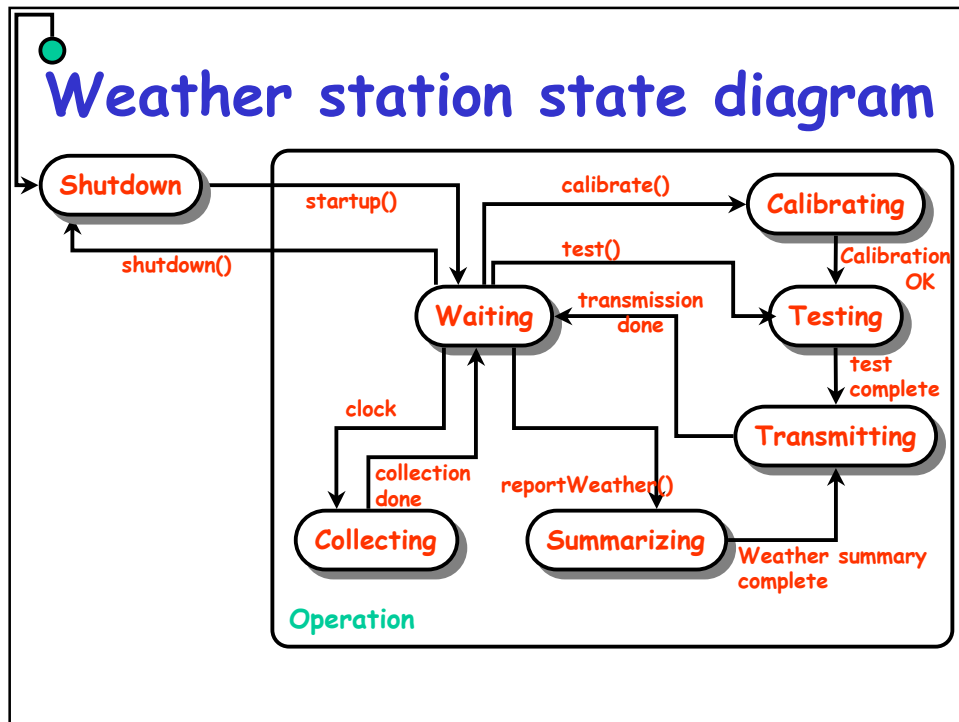 Weather station state diagram
Shutdown
startup()
shutdown()
calibrate()
Calibrating
test()
Calibration
OK
transmission
done
Waiting
Testing
test
complete
clock
Transmitting
collection
done
reportWeather()
Collecting
Summarizing
Weather summary
complete
Operation